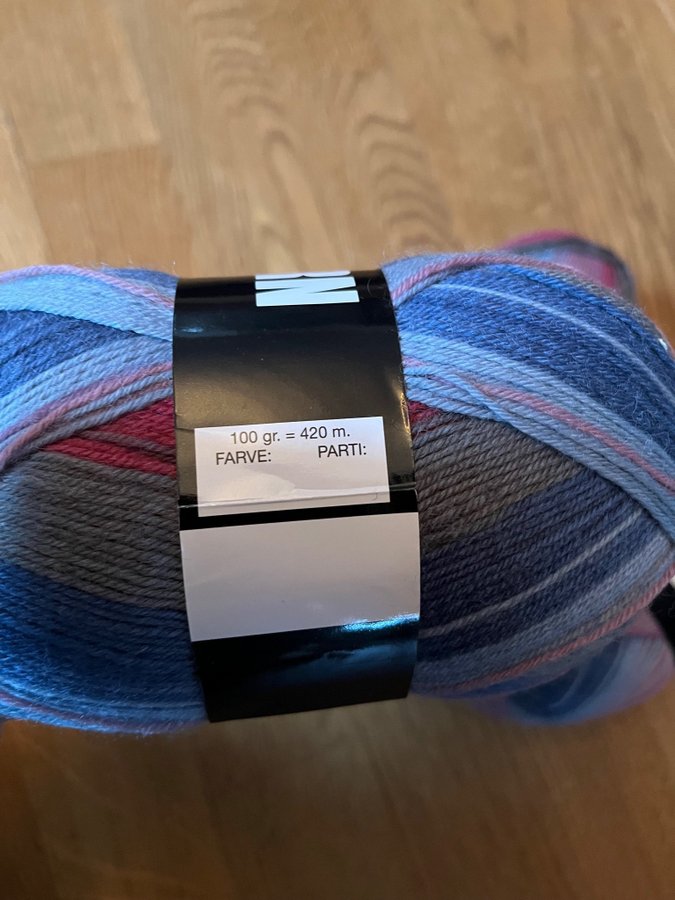 100 gr. = 420 m.
FARVE: PARTI: